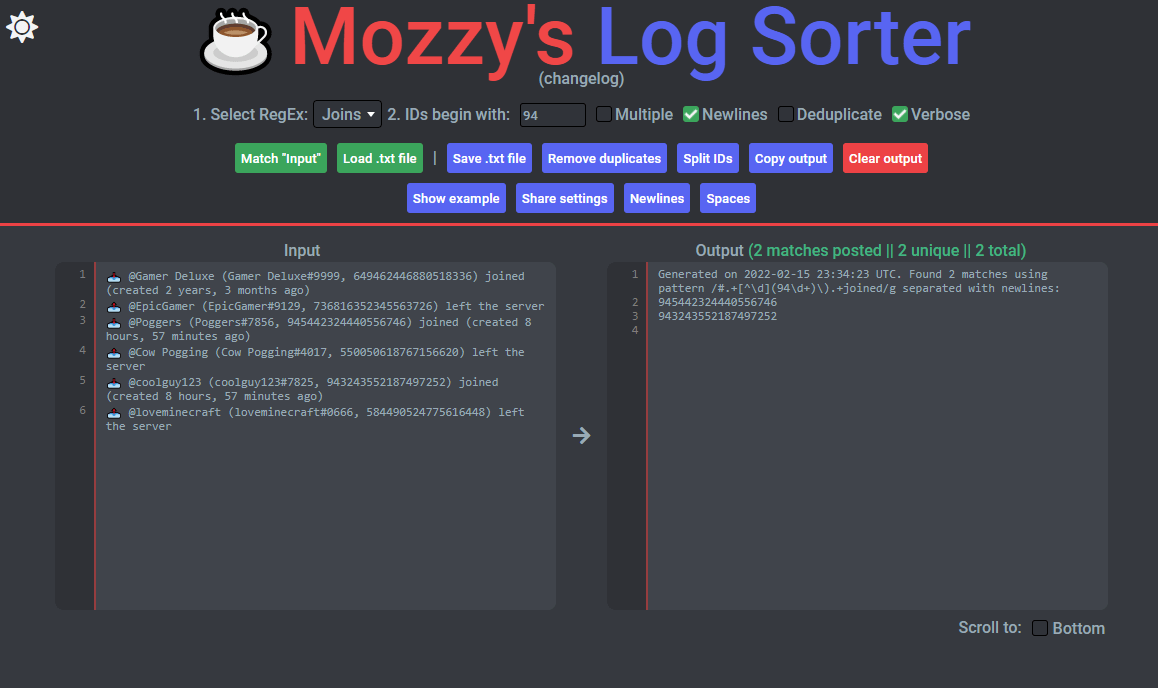 Mozzy's Log Sorter
(changelog)
1. Select RegEx: Joins 2. IDs begin with: 94 Multiple Newlines Deduplicate Verbose
Match "Input" Load .txt file | Save .txt file Remove duplicates Split IDs Copy output Clear output
Show example Share settings Newlines Spaces
Input
1 @Gamer Deluxe (Gamer Deluxe#9999, 649462446880518336) joined
(created 2 years, 3 months ago)
2 @EpicGamer (EpicGamer#9129, 736816352345563726) left the server
3 @Poggers (Poggers#7856, 945442324440556746) joined (created 8
hours, 57 minutes ago)
4 @Cow Pogging (Cow Pogging#4017, 550050618767156620) left the
server
5 @coolguy123 (coolguy123#7825, 943243552187497252) joined
(created 8 hours, 57 minutes ago)
6 @loveminecraft (loveminecraft#0666, 584490524775616448) left
the server
Output (2 matches posted || 2 unique || 2 total)
1 Generated on 2022-02-15 23:34:23 UTC. Found 2 matches using
pattern /#.+[^\d](94\d+)\).+joined/g separated with newlines:
2 945442324440556746
3 943243552187497252
4
Scroll to: Bottom